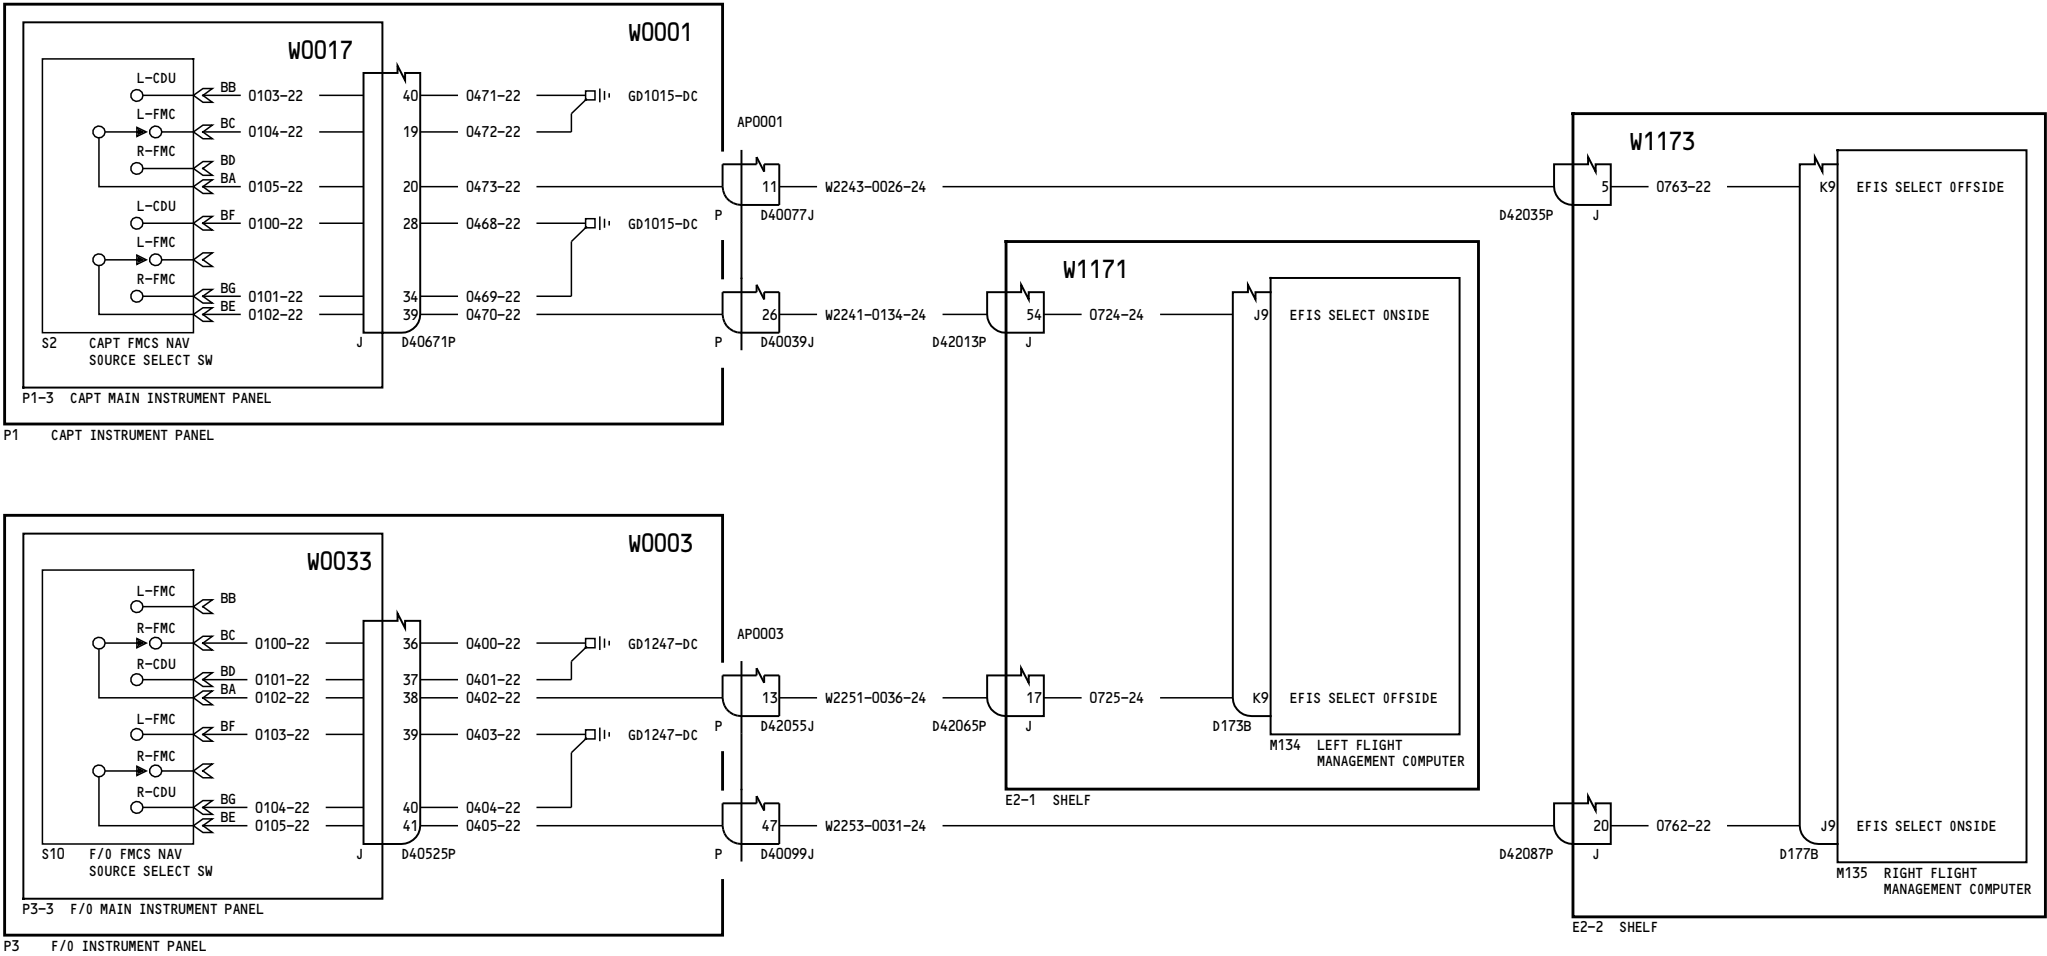 W0001
W0017
L-CDU
BB
0103-22
40
0471-22
GD1015-DC
L-FMC
BC
0104-22
19
0472-22
R-FMC
BD
BA
0105-22
20
0473-22
L-CDU
BF
0100-22
28
0468-22
GD1015-DC
L-FMC
R-FMC
BG
0101-22
34
0469-22
BE
0102-22
39
0470-22
S2
CAPT FMCS NAV
SOURCE SELECT SW
J
D40671P
P1-3 CAPT MAIN INSTRUMENT PANEL
P1 CAPT INSTRUMENT PANEL
AP0001
11
W2243-0026-24
P
D40077J
26
W2241-0134-24
P
D40039J
W1173
5
0763-22
K9
EFIS SELECT OFFSIDE
D42035P
J
W1171
54
0724-24
J9
EFIS SELECT ONSIDE
D42013P
J
W0003
W0033
L-FMC
BB
R-FMC
BC
0100-22
36
0400-22
GD1247-DC
R-CDU
BD
0101-22
37
0401-22
BA
0102-22
38
0402-22
L-FMC
BF
0103-22
39
0403-22
GD1247-DC
R-FMC
R-CDU
BG
0104-22
40
0404-22
BE
0105-22
41
0405-22
S10
F/O FMCS NAV
SOURCE SELECT SW
J
D40525P
P3-3 F/O MAIN INSTRUMENT PANEL
P3 F/O INSTRUMENT PANEL
AP0003
13
W2251-0036-24
P
D42055J
47
W2253-0031-24
P
D40099J
17
0725-24
K9
EFIS SELECT OFFSIDE
D42065P
J
D173B
M134 LEFT FLIGHT
MANAGEMENT COMPUTER
E2-1 SHELF
20
0762-22
J9
EFIS SELECT ONSIDE
D42087P
J
D177B
M135 RIGHT FLIGHT
MANAGEMENT COMPUTER
E2-2 SHELF